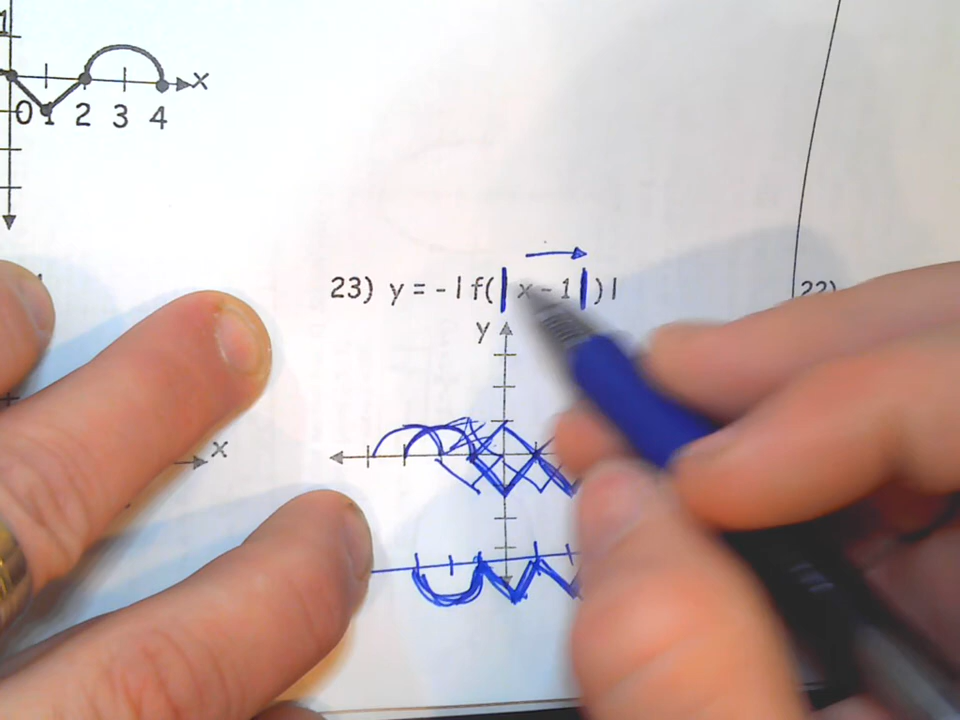 1
x
0 1 2 3 4
23) y = - | f( | x - 1 | ) |
22)
y
x